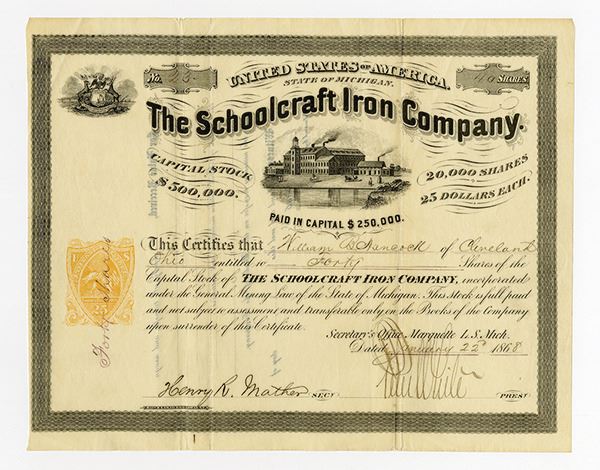 No. 23 UNITED STATES OF AMERICA. 40 SHARES
STATE OF MICHIGAN.
The Schoolcraft Iron Company.
CAPITAL STOCK $500,000.
20,000 SHARES 25 DOLLARS EACH.
PAID IN CAPITAL $250,000.
This Certifies that William B Hancock of Cleveland
Ohio entitled to Forty Shares of the
Capital Stock of THE SCHOOLCRAFT IRON COMPANY, incorporated
under the General Mining Law of the State of Michigan. This Stock is full paid
and not subject to assessment and transferable only on the Books of the Company
upon surrender of this Certificate.
Secretary's Office Marquette L.S. Mich.
Dated January 22d 1868
Henry R. Mather SECY PREST
Forty shares